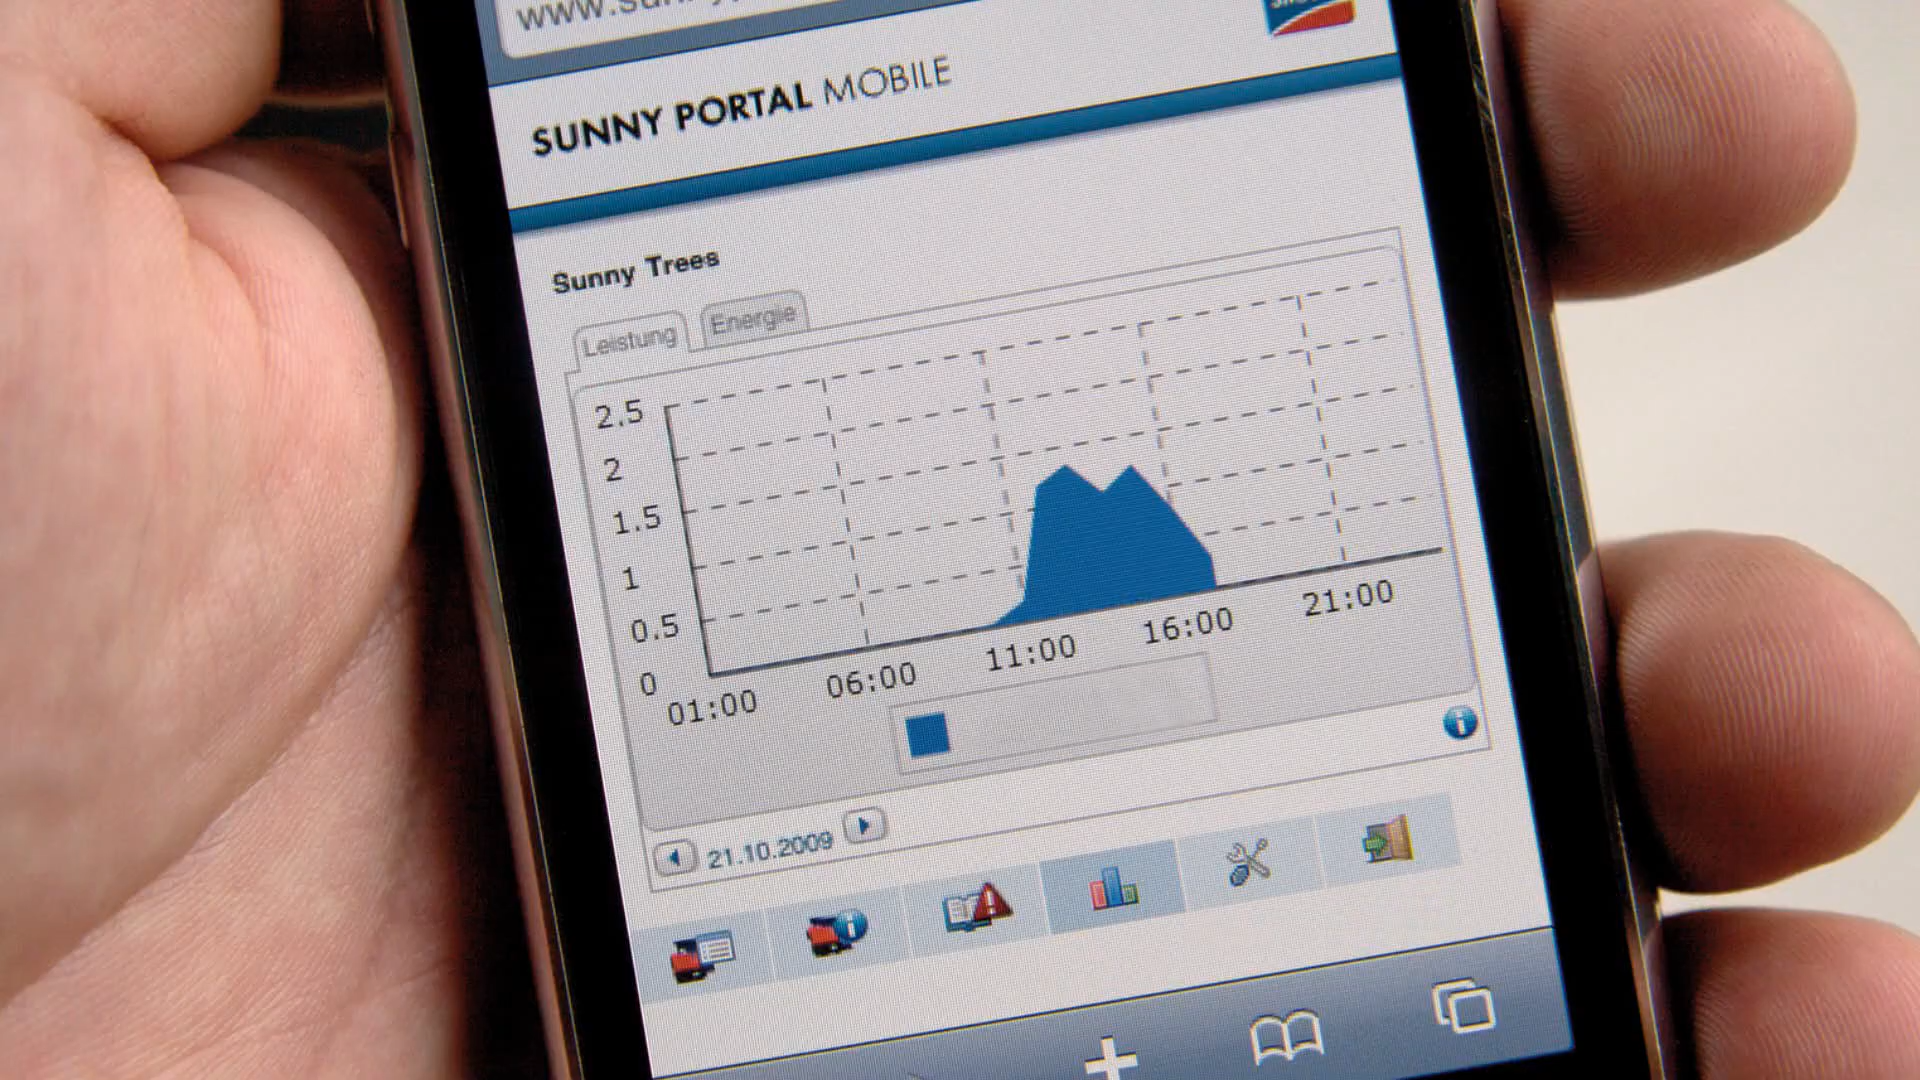 SUNNY PORTAL MOBILE
Sunny Trees
Leistung Energie
2.5
2
1.5
1
0.5
0
01:00 06:00 11:00 16:00 21:00
21.10.2009